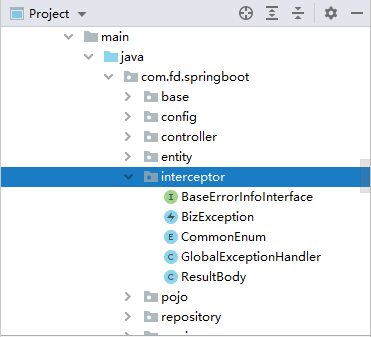 Project
main
java
com.fd.springboot
base
config
controller
entity
interceptor
I BaseErrorInfoInterface
BizException
E CommonEnum
C GlobalExceptionHandler
C ResultBody
pojo
repository